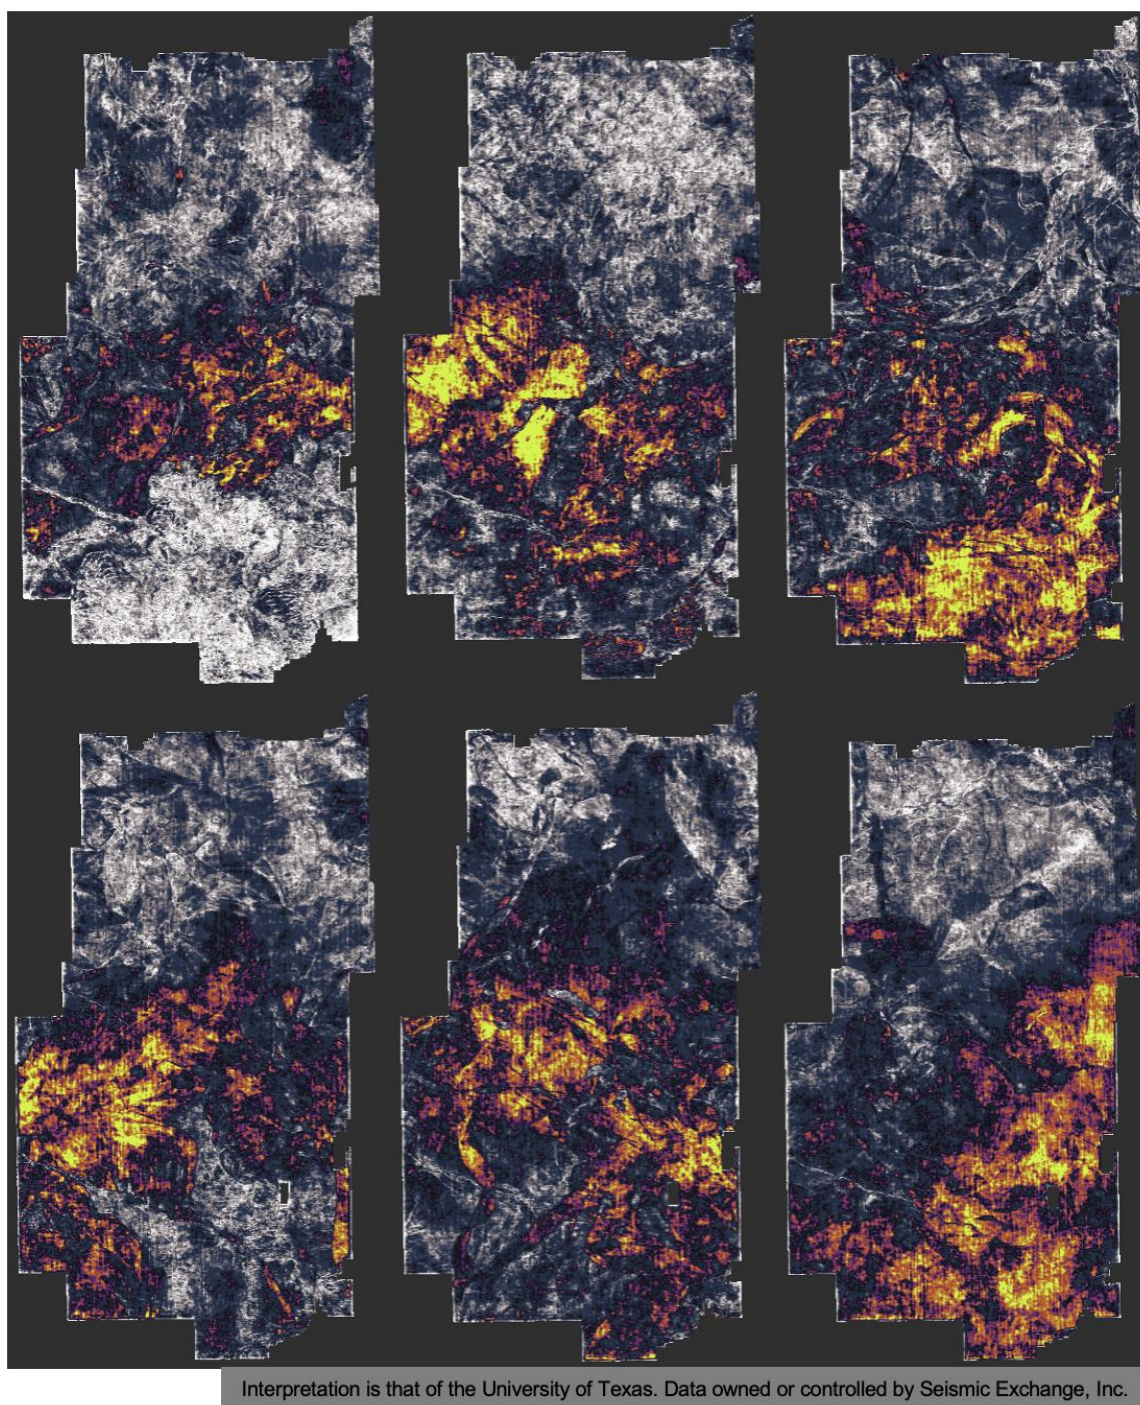 Interpretation is that of the University of Texas. Data owned or controlled by Seismic Exchange, Inc.